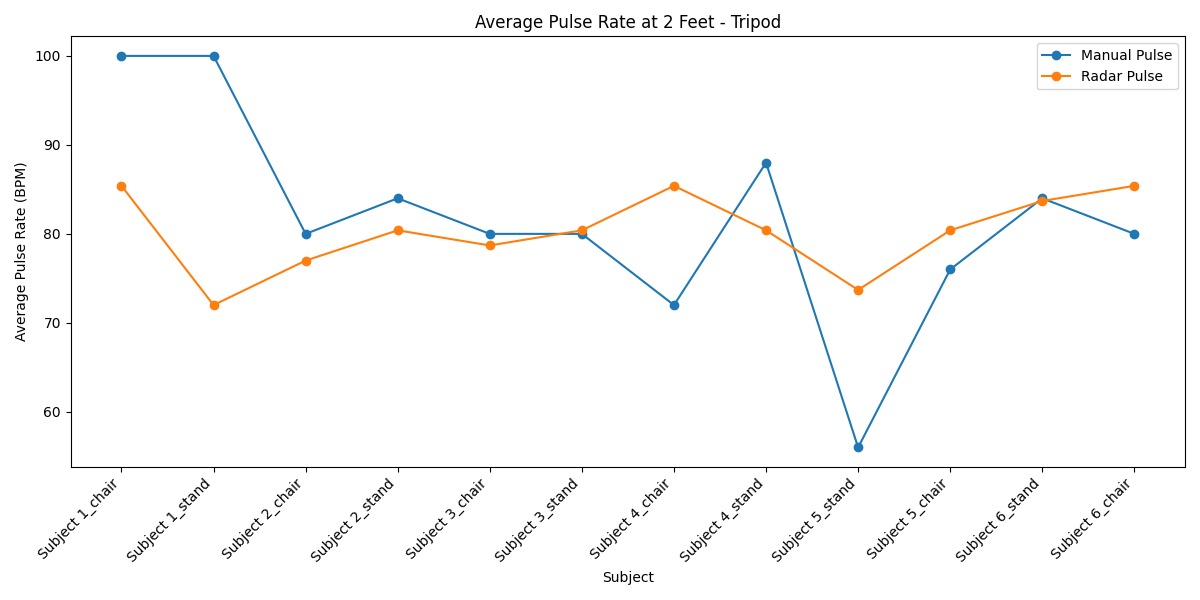 Average Pulse Rate at 2 Feet - Tripod
Manual Pulse
Radar Pulse
Average Pulse Rate (BPM)
100
90
80
70
60
Subject 1_chair
Subject 1_stand
Subject 2_chair
Subject 2_stand
Subject 3_chair
Subject 3_stand
Subject 4_chair
Subject 4_stand
Subject 5_stand
Subject 5_chair
Subject 6_stand
Subject 6_chair
Subject